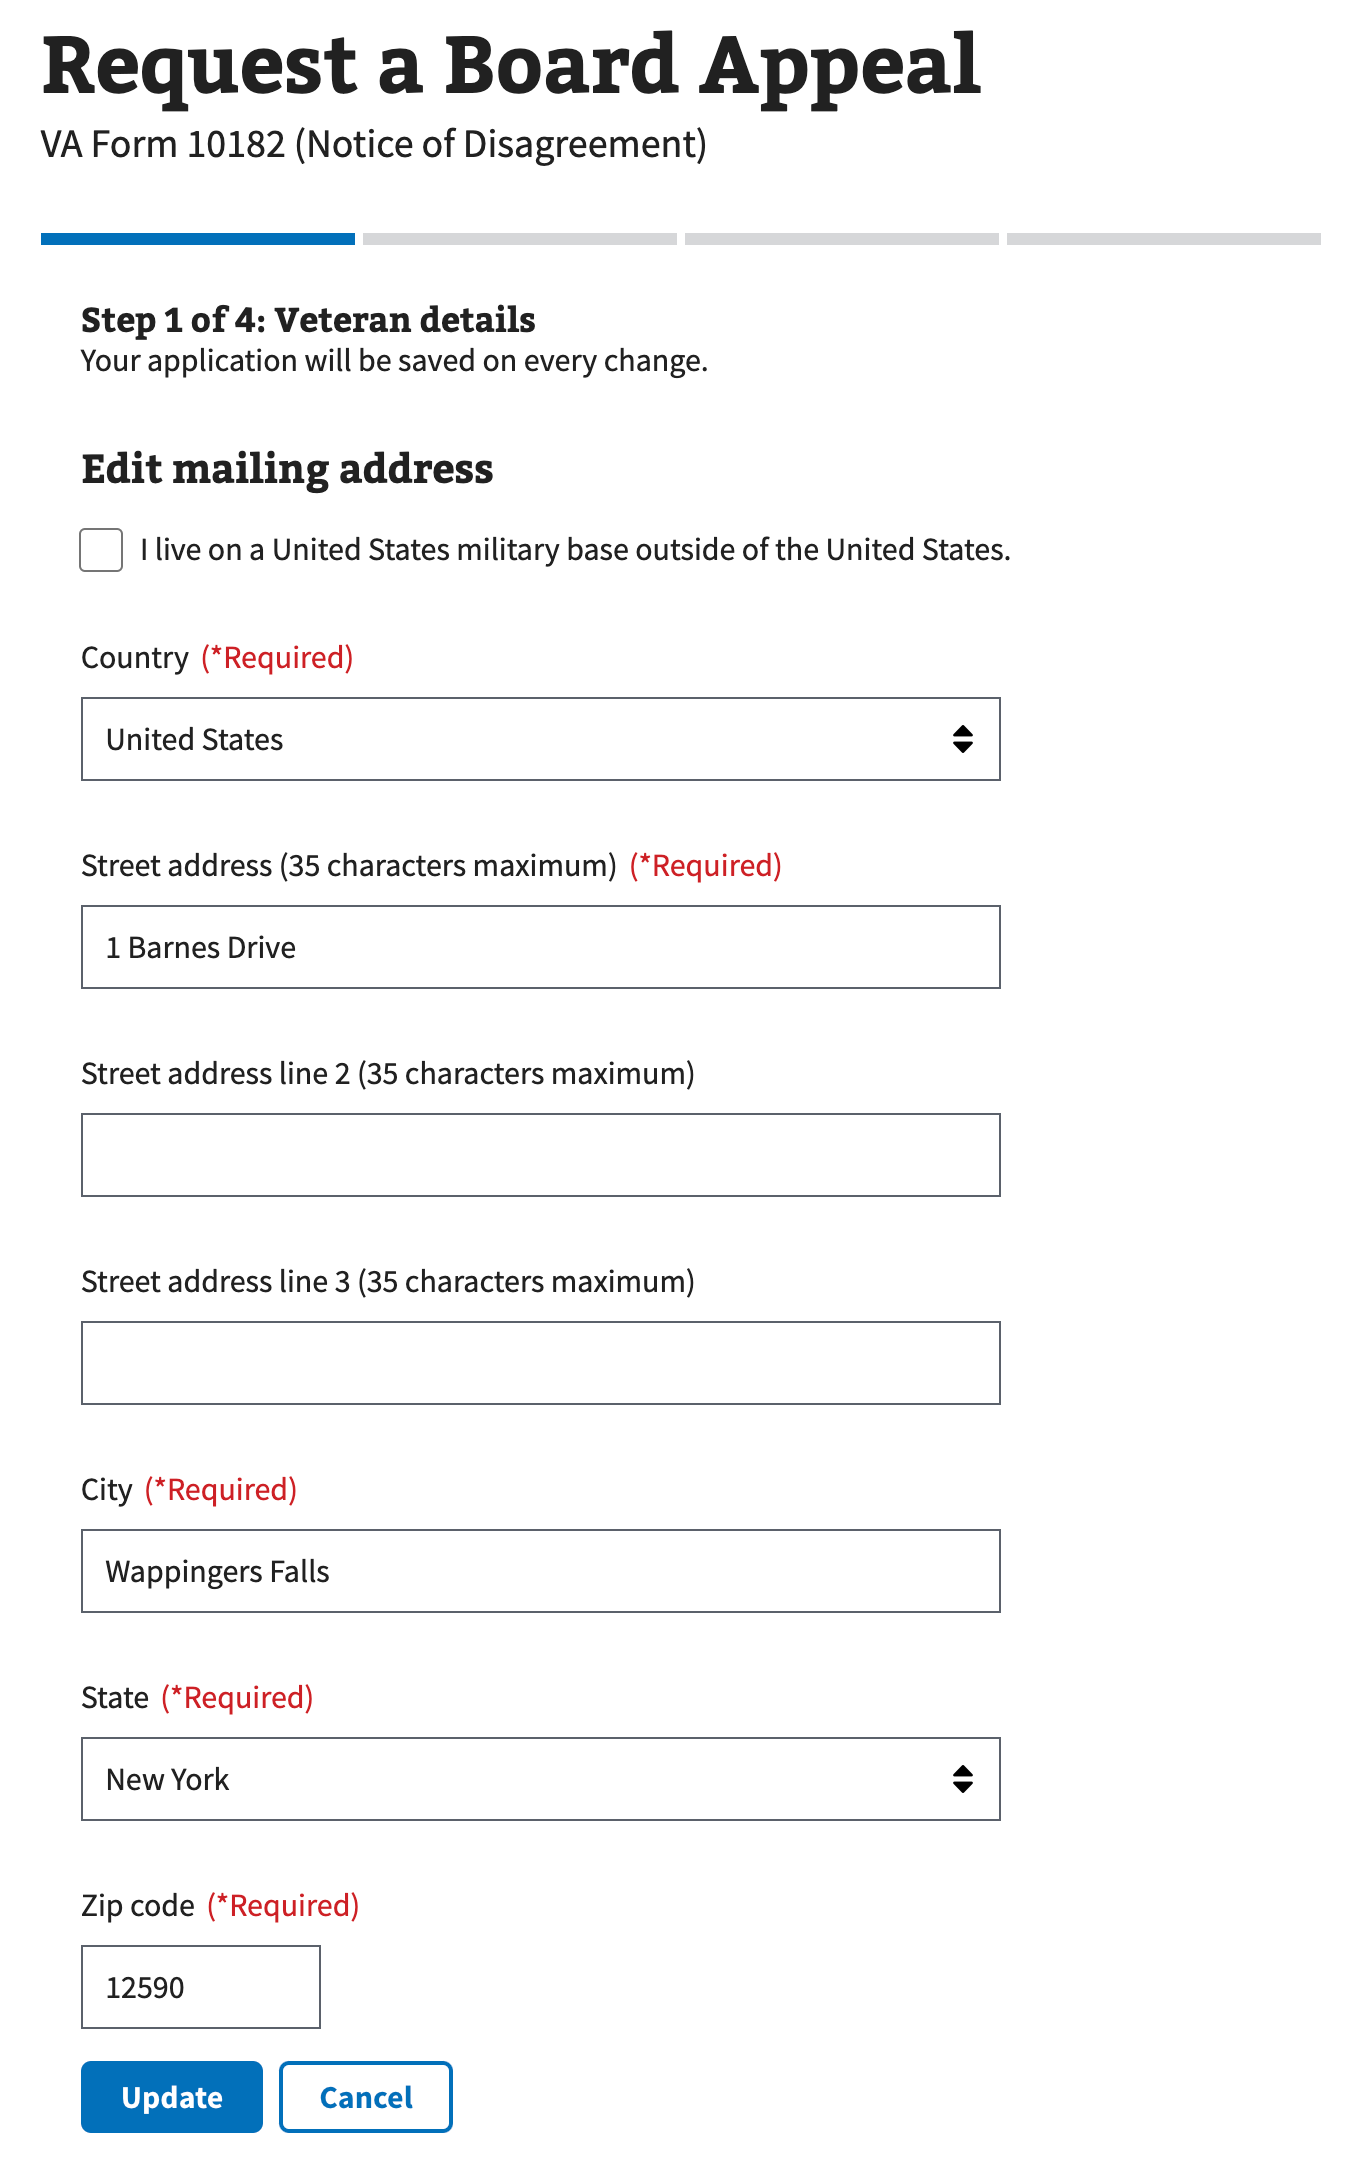 Request a Board Appeal
VA Form 10182 (Notice of Disagreement)
Step 1 of 4: Veteran details
Your application will be saved on every change.
Edit mailing address
I live on a United States military base outside of the United States.
Country (*Required)
United States
Street address (35 characters maximum) (*Required)
1 Barnes Drive
Street address line 2 (35 characters maximum)
Street address line 3 (35 characters maximum)
City (*Required)
Wappingers Falls
State (*Required)
New York
Zip code (*Required)
12590
Update Cancel